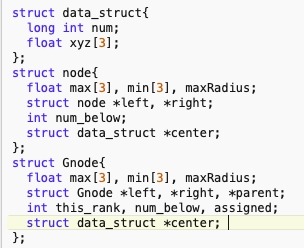 struct data_struct{
long int num;
float xyz[3];
};
struct node{
float max[3], min[3], maxRadius;
struct node *left, *right;
int num_below;
struct data_struct *center;
};
struct Gnode{
float max[3], min[3], maxRadius;
struct Gnode *left, *right, *parent;
int this_rank, num_below, assigned;
struct data_struct *center;
};